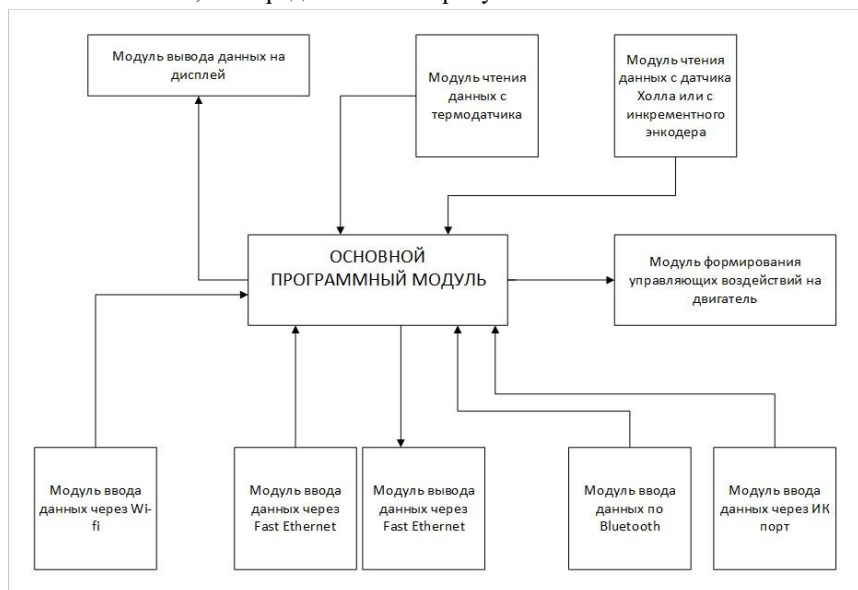 Модуль вывода данных на
дисплей
Модуль чтения
данных с
термодатчика
Модуль чтения
данных с датчика
Холла или с
инкрементного
энкодера
ОСНОВНОЙ
ПРОГРАММНЫЙ МОДУЛЬ
Модуль формирования
управляющих воздействий на
двигатель
Модуль ввода
данных через Wi-
fi
Модуль ввода
данных через
Fast Ethernet
Модуль вывода
данных через
Fast Ethernet
Модуль ввода
данных по
Bluetooth
Модуль ввода
данных через ИК
порт